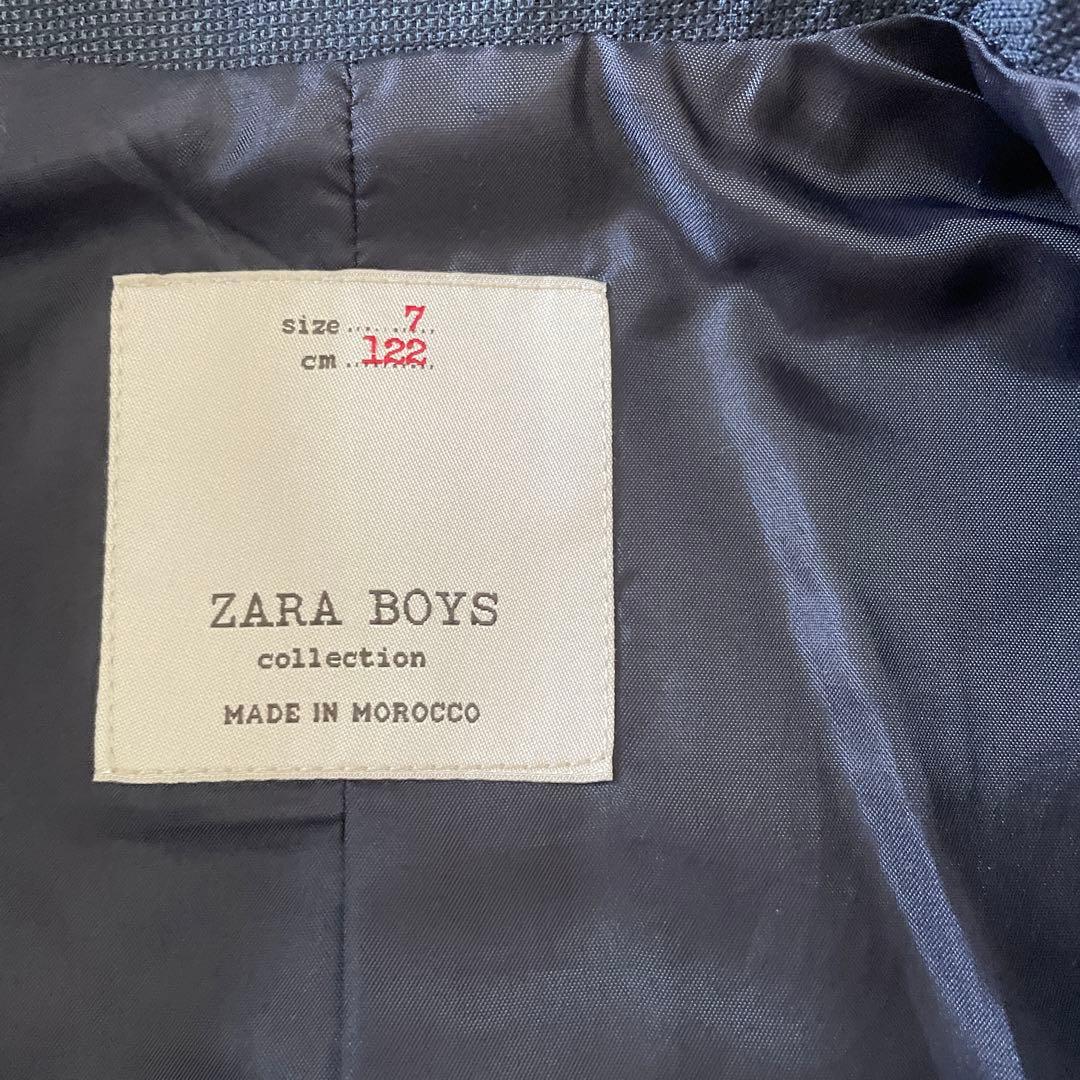 size 7
cm 122
ZARA BOYS
collection
MADE IN MOROCCO